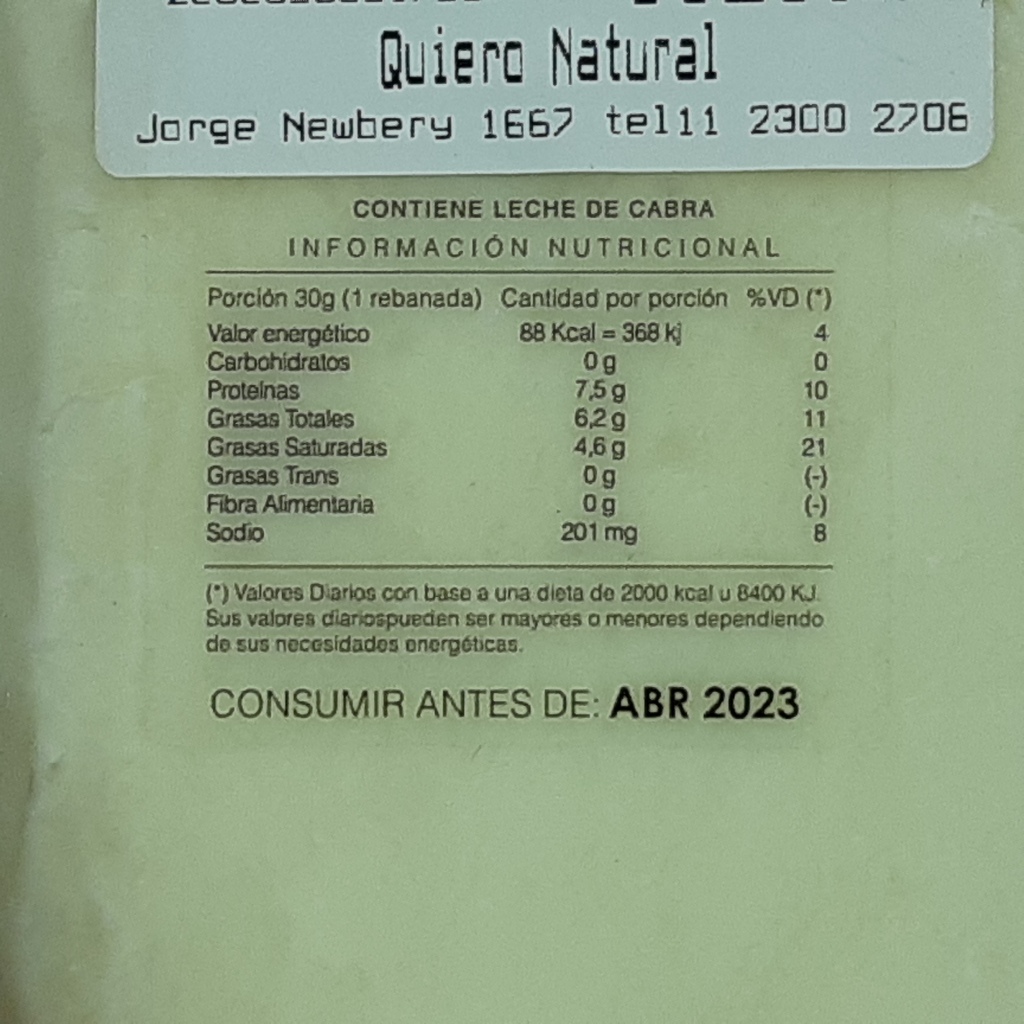 Quiero Natural
Jorge Newbery 1667 tel11 2300 2706
CONTIENE LECHE DE CABRA
INFORMACIÓN NUTRICIONAL
Porción 30g (1 rebanada) Cantidad por porción %VD (*)
Valor energético 88 Kcal = 368 kj 4
Carbohidratos 0 g 0
Proteínas 7,5 g 10
Grasas Totales 6,2 g 11
Grasas Saturadas 4,6 g 21
Grasas Trans 0 g (-)
Fibra Alimentaria 0 g (-)
Sodio 201 mg 8
(*) Valores Diarios con base a una dieta de 2000 kcal u 8400 KJ.
Sus valores diariospueden ser mayores o menores dependiendo
de sus necesidades energéticas.
CONSUMIR ANTES DE: ABR 2023